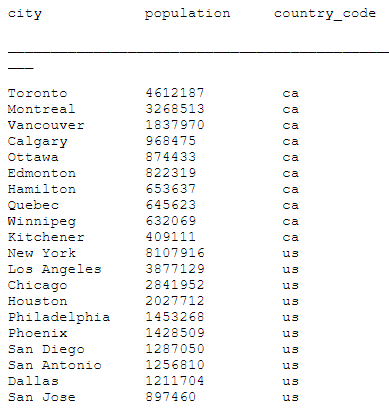 city population country_code
Toronto 4612187 ca
Montreal 3268513 ca
Vancouver 1837970 ca
Calgary 968475 ca
Ottawa 874433 ca
Edmonton 822319 ca
Hamilton 653637 ca
Quebec 645623 ca
Winnipeg 632069 ca
Kitchener 409111 ca
New York 8107916 us
Los Angeles 3877129 us
Chicago 2841952 us
Houston 2027712 us
Philadelphia 1453268 us
Phoenix 1428509 us
San Diego 1287050 us
San Antonio 1256810 us
Dallas 1211704 us
San Jose 897460 us